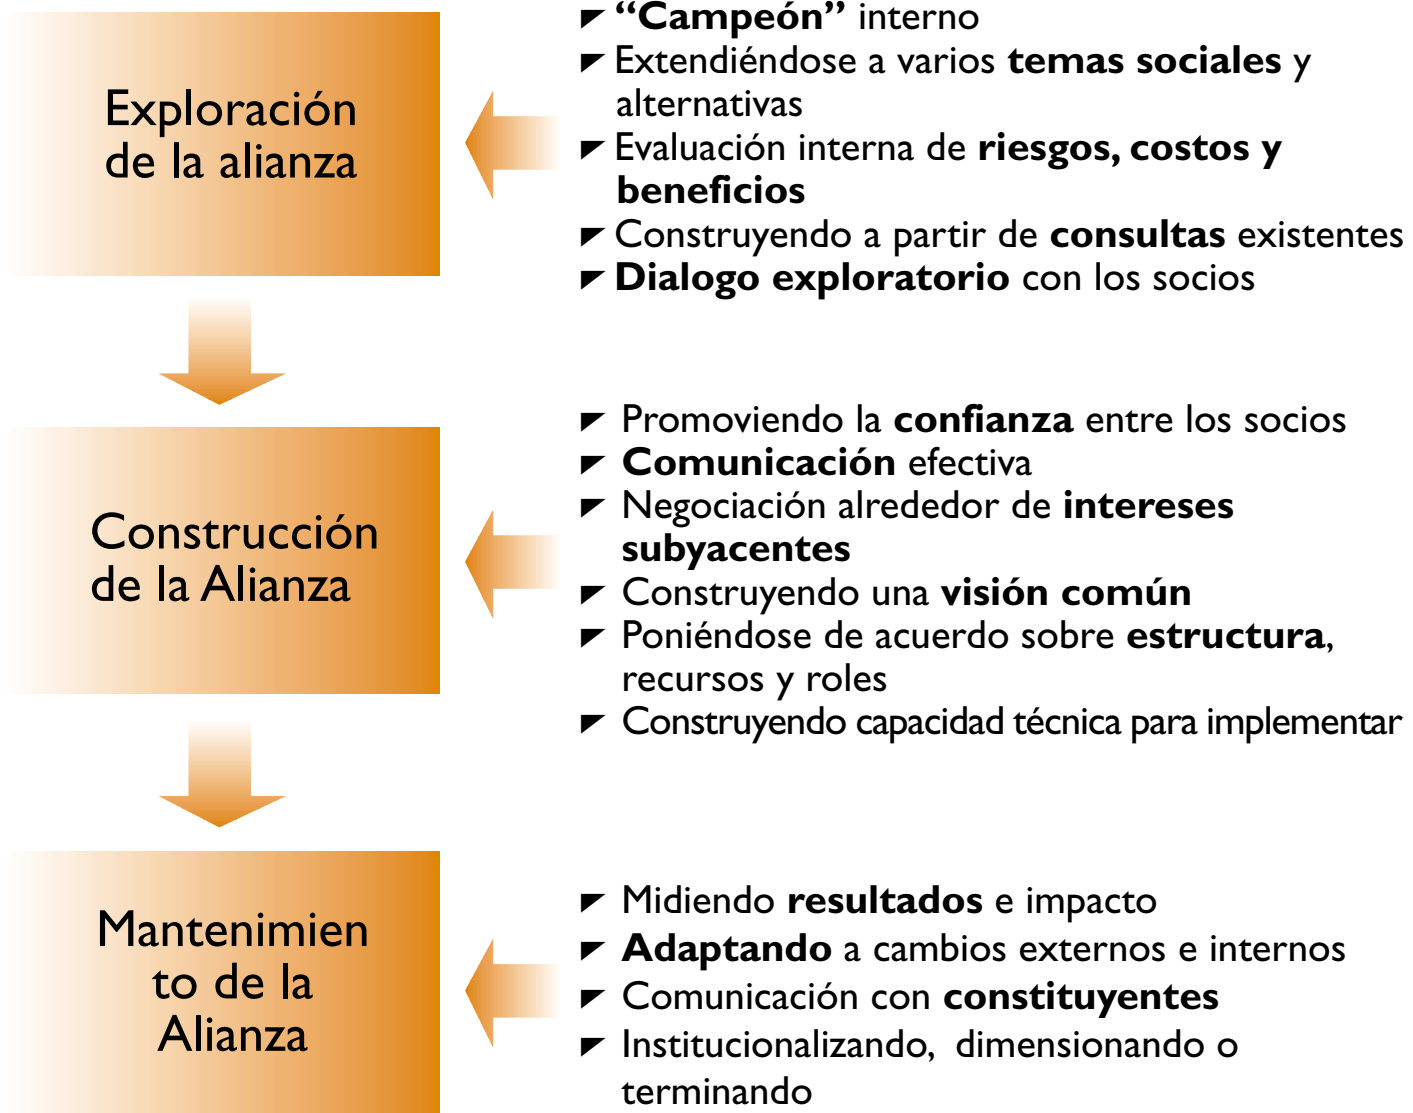 Exploración
de la alianza
“Campeón” interno
Extendiéndose a varios temas sociales y
alternativas
Evaluación interna de riesgos, costos y
beneficios
Construyendo a partir de consultas existentes
Dialogo exploratorio con los socios
Construcción
de la Alianza
Promoviendo la confianza entre los socios
Comunicación efectiva
Negociación alrededor de intereses
subyacentes
Construyendo una visión común
Poniéndose de acuerdo sobre estructura,
recursos y roles
Construyendo capacidad técnica para implementar
Mantenimien
to de la
Alianza
Midiendo resultados e impacto
Adaptando a cambios externos e internos
Comunicación con constituyentes
Institucionalizando, dimensionando o
terminando